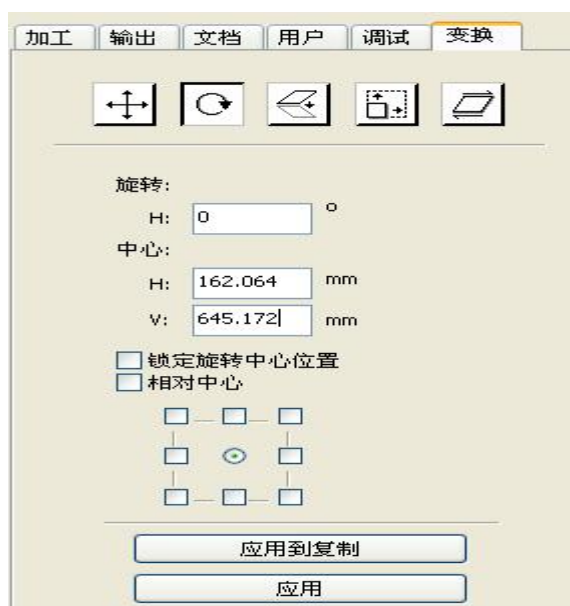 加工 输出 文档 用户 调试 变换
旋转:
H: 0 °
中心:
H: 162.064 mm
V: 645.172 mm
锁定旋转中心位置
相对中心
应用到复制
应用